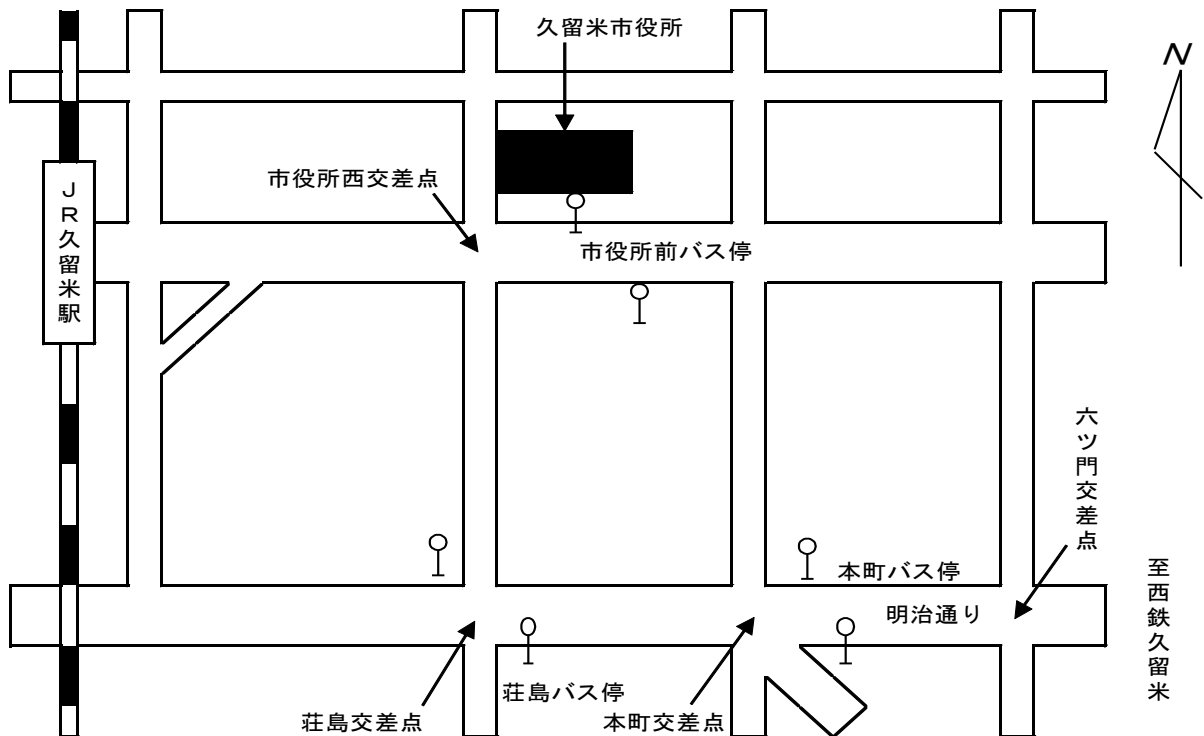 久留米市役所
N
市役所西交差点
JR久留米駅
市役所前バス停
六ツ門交差点
本町バス停
至西鉄久留米
明治通り
荘島バス停
荘島交差点
本町交差点